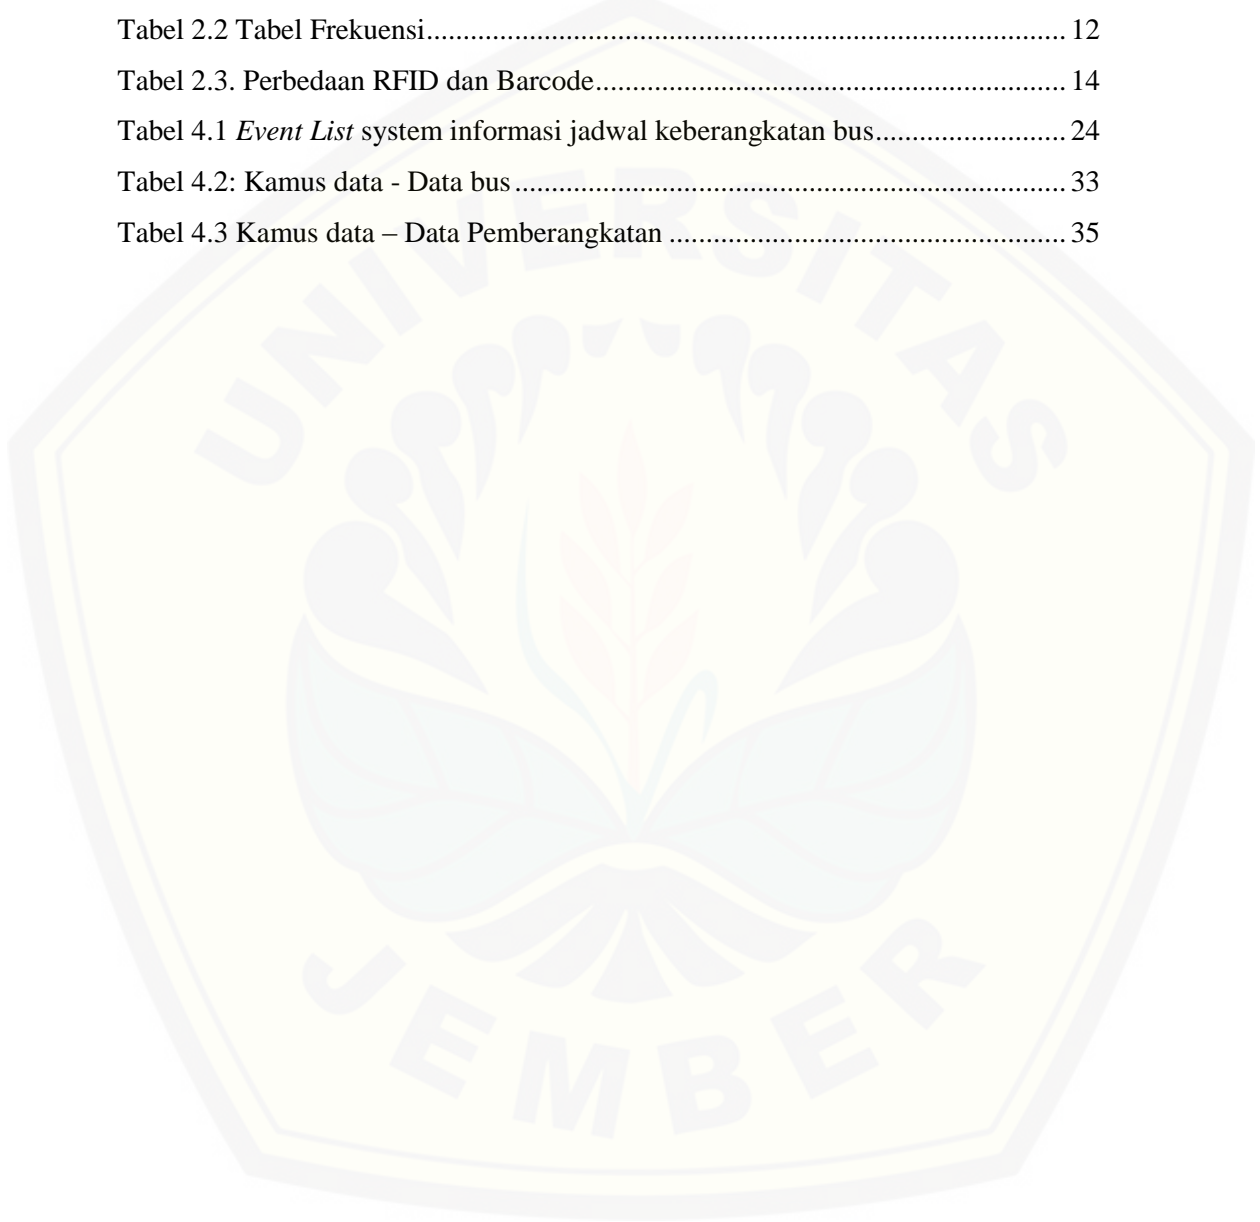 Tabel 2.2 Tabel Frekuensi....................................................................................... 12
Tabel 2.3. Perbedaan RFID dan Barcode................................................................ 14
Tabel 4.1 Event List system informasi jadwal keberangkatan bus.......................... 24
Tabel 4.2: Kamus data - Data bus........................................................................... 33
Tabel 4.3 Kamus data – Data Pemberangkatan ...................................................... 35
UNIVERSITAS
JEMBER